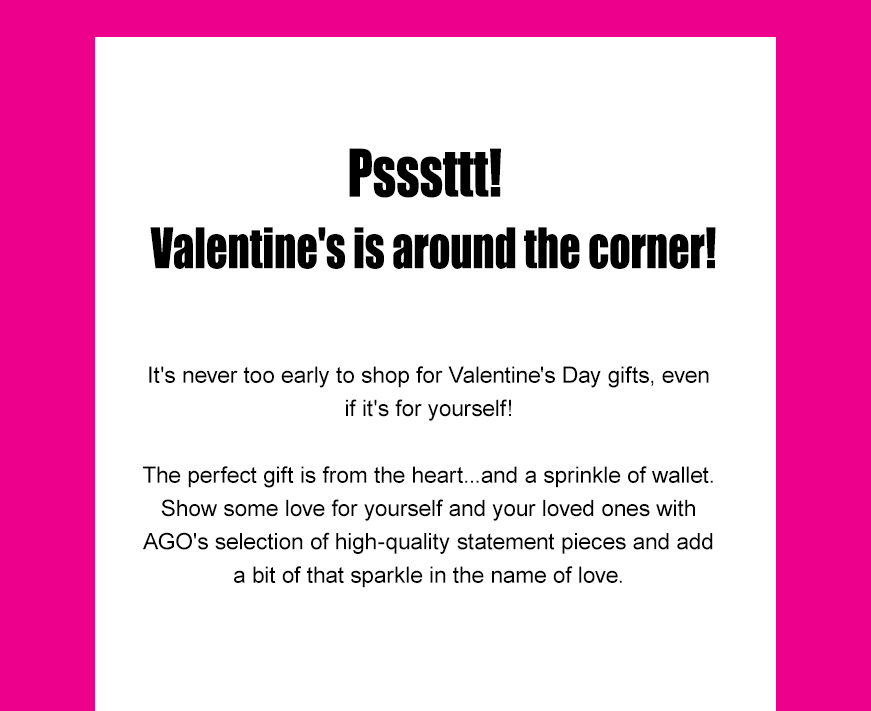 Psssttt!
Valentine's is around the corner!
It's never too early to shop for Valentine's Day gifts, even
if it's for yourself!
The perfect gift is from the heart...and a sprinkle of wallet.
Show some love for yourself and your loved ones with
AGO's selection of high-quality statement pieces and add
a bit of that sparkle in the name of love.